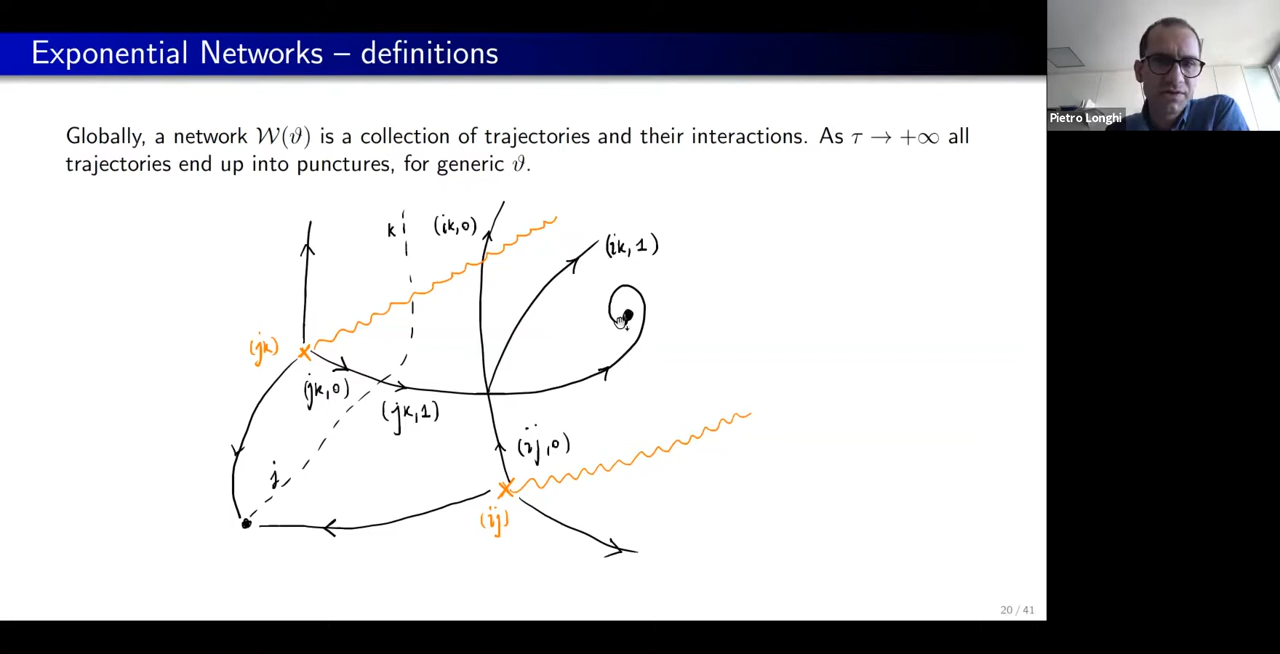 Exponential Networks – definitions
Pietro Longhi
Globally, a network 𝒲(ϑ) is a collection of trajectories and their interactions. As τ → +∞ all
trajectories end up into punctures, for generic ϑ.
k
(ik, 0)
(ik, 1)
(jk)
(jk, 0)
(jk, 1)
(ij, 0)
j
(ij)
20 / 41